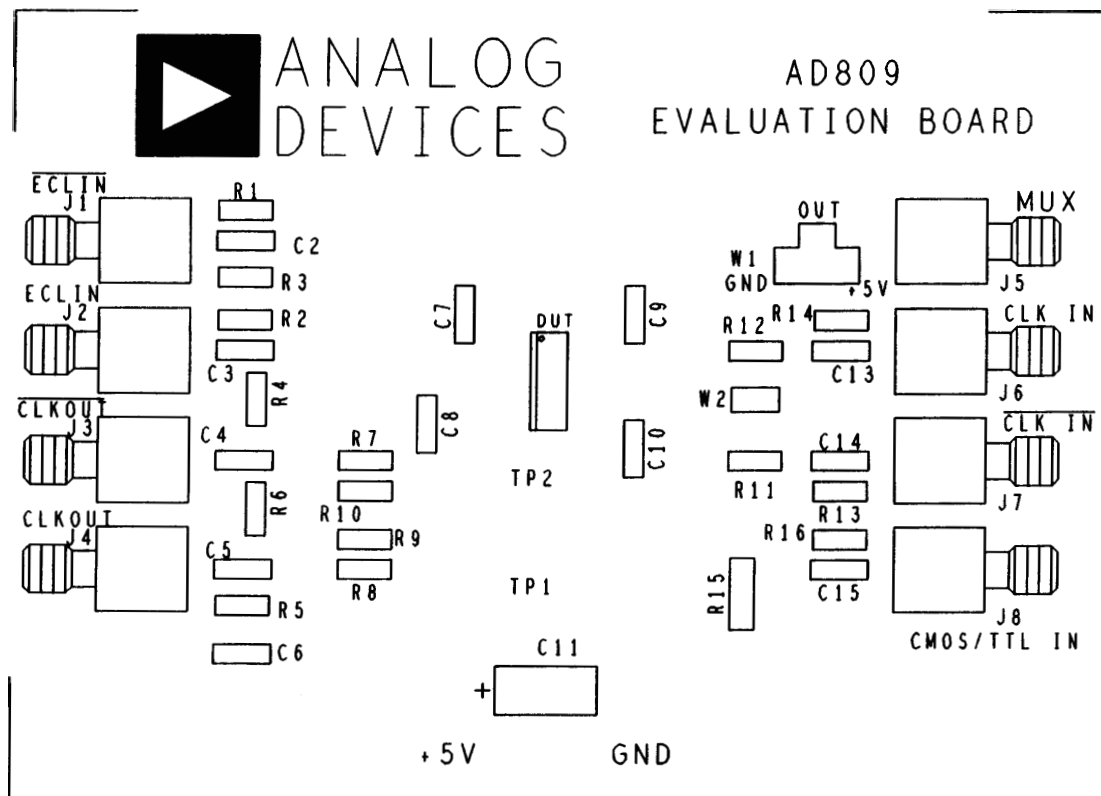 ANALOG
DEVICES
AD809
EVALUATION BOARD
ECLIN
J1
R1
C2
R3
ECLIN
J2
R2
C3
R4
CLKOUT
J3
C4
R6
CLKOUT
J4
C5
R5
C6
R7
R10
R9
R8
C7
C8
DUT
C9
C10
TP2
TP1
C11
+
+5V
GND
OUT
W1
GND
+5V
R14
R12
C13
W2
C14
R11
R13
R16
C15
R15
MUX
J5
CLK IN
J6
CLK IN
J7
J8
CMOS/TTL IN